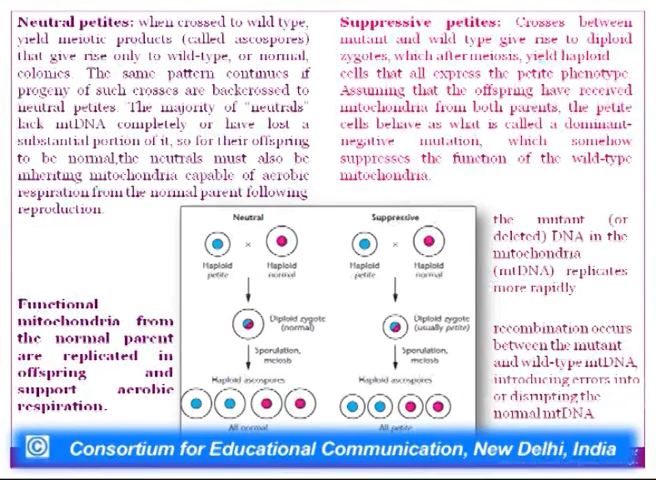 Neutral petites: when crossed to wild type,
yield meiotic products (called ascospores)
that give rise only to wild-type, or normal,
colonies. The same pattern continues if
progeny of such crosses are backcrossed to
neutral petites. The majority of "neutrals"
lack mtDNA completely or have lost a
substantial portion of it, so for their offspring
to be normal,the neutrals must also be
inheriting mitochondria capable of aerobic
respiration from the normal parent following
reproduction.
Functional
mitochondria from
the normal parent
are replicated in
offspring and
support aerobic
respiration.
Suppressive petites: Crosses between
mutant and wild type give rise to diploid
zygotes, which after meiosis, yield haploid
cells that all express the petite phenotype.
Assuming that the offspring have received
mitochondria from both parents, the petite
cells behave as what is called a dominant-
negative mutation, which somehow
suppresses the function of the wild-type
mitochondria.
the mutant (or
deleted) DNA in the
mitochondria
(mtDNA) replicates
more rapidly
recombination occurs
between the mutant
and wild-type mtDNA,
introducing errors into
or disrupting the
normal mtDNA
Neutral
×
Haploid petite
Haploid normal
Diploid zygote
(normal)
Sporulation,
meiosis
Haploid ascospores
All normal
Suppressive
×
Haploid petite
Haploid normal
Diploid zygote
(usually petite)
Sporulation,
meiosis
Haploid ascospores
All petite
© Consortium for Educational Communication, New Delhi, India